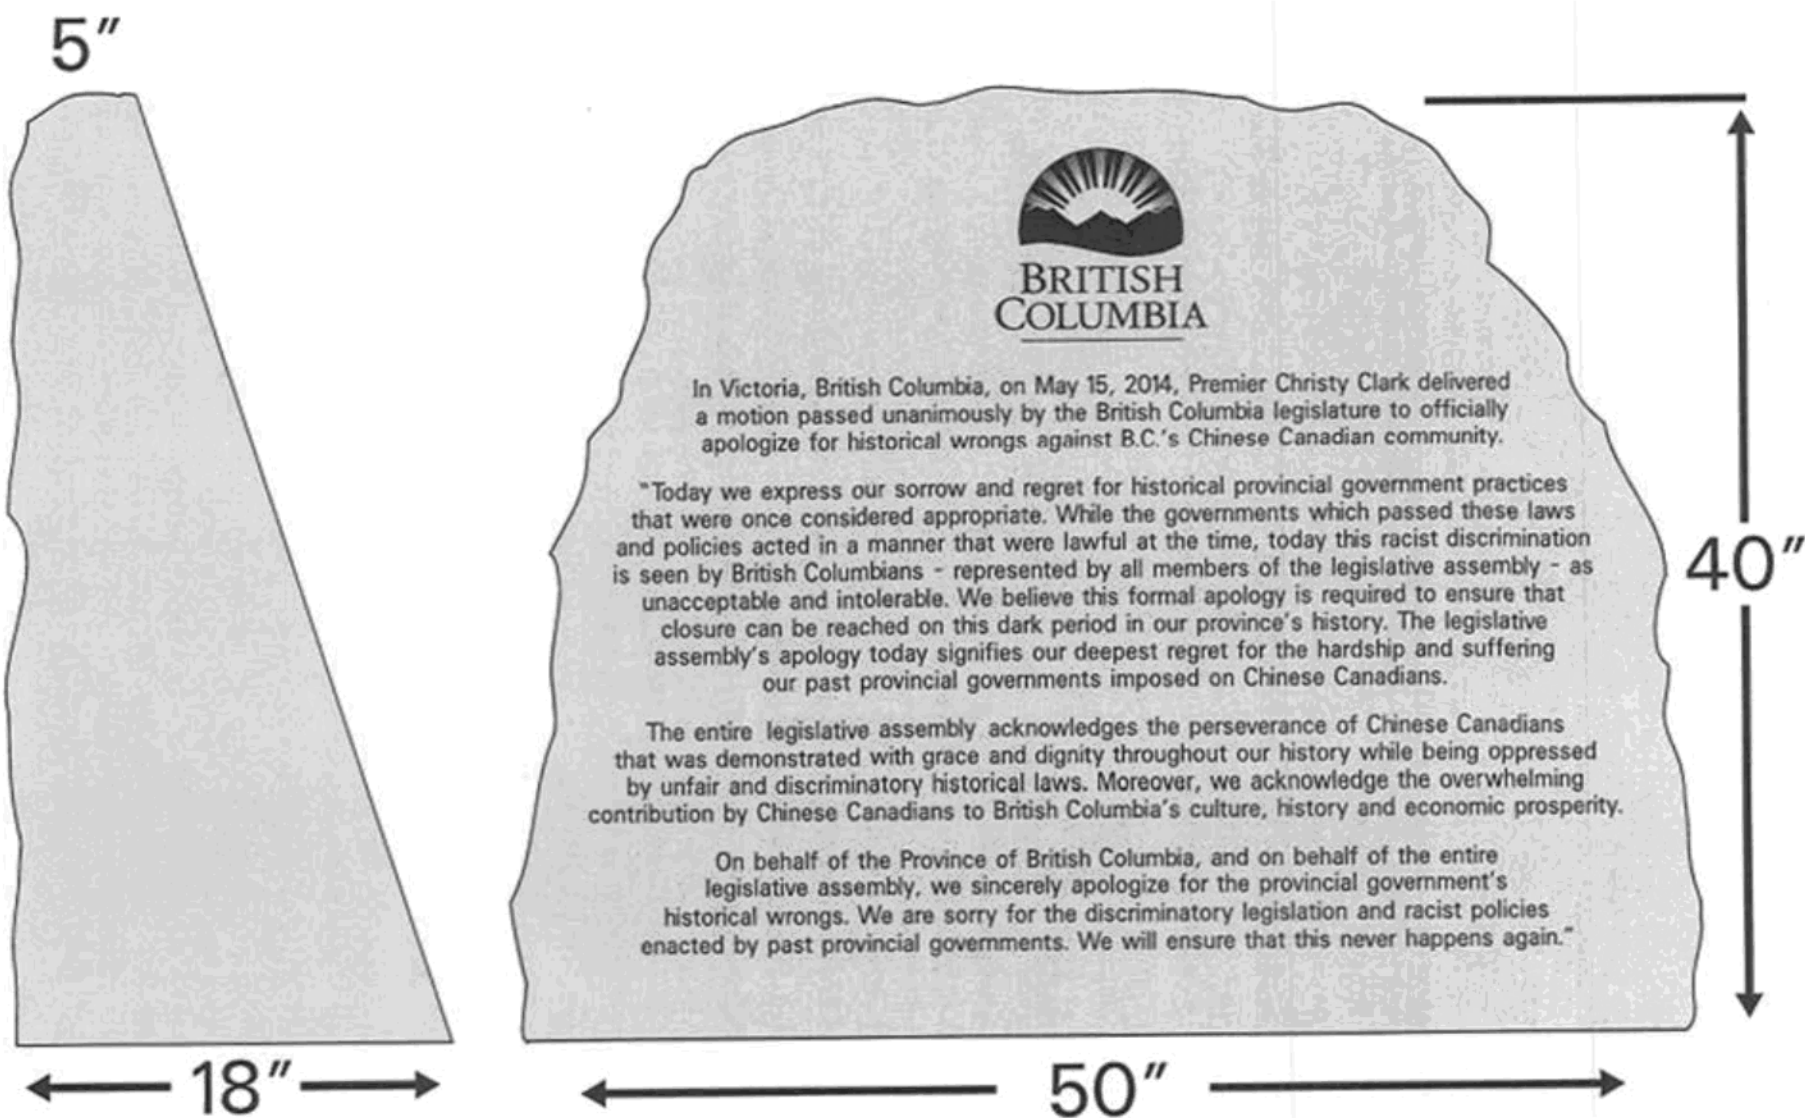 5"
BRITISH
COLUMBIA
In Victoria, British Columbia, on May 15, 2014, Premier Christy Clark delivered
a motion passed unanimously by the British Columbia legislature to officially
apologize for historical wrongs against B.C.'s Chinese Canadian community.
"Today we express our sorrow and regret for historical provincial government practices
that were once considered appropriate. While the governments which passed these laws
and policies acted in a manner that were lawful at the time, today this racist discrimination
is seen by British Columbians - represented by all members of the legislative assembly - as
unacceptable and intolerable. We believe this formal apology is required to ensure that
closure can be reached on this dark period in our province's history. The legislative
assembly's apology today signifies our deepest regret for the hardship and suffering
our past provincial governments imposed on Chinese Canadians.
The entire legislative assembly acknowledges the perseverance of Chinese Canadians
that was demonstrated with grace and dignity throughout our history while being oppressed
by unfair and discriminatory historical laws. Moreover, we acknowledge the overwhelming
contribution by Chinese Canadians to British Columbia's culture, history and economic prosperity.
On behalf of the Province of British Columbia, and on behalf of the entire
legislative assembly, we sincerely apologize for the provincial government's
historical wrongs. We are sorry for the discriminatory legislation and racist policies
enacted by past provincial governments. We will ensure that this never happens again."
40"
18"
50"